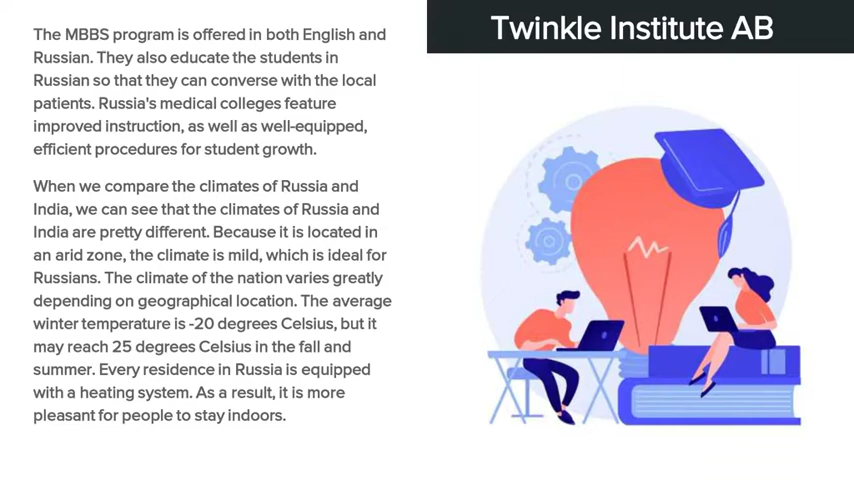 The MBBS program is offered in both English and
Russian. They also educate the students in
Russian so that they can converse with the local
patients. Russia's medical colleges feature
improved instruction, as well as well-equipped,
efficient procedures for student growth.
When we compare the climates of Russia and
India, we can see that the climates of Russia and
India are pretty different. Because it is located in
an arid zone, the climate is mild, which is ideal for
Russians. The climate of the nation varies greatly
depending on geographical location. The average
winter temperature is -20 degrees Celsius, but it
may reach 25 degrees Celsius in the fall and
summer. Every residence in Russia is equipped
with a heating system. As a result, it is more
pleasant for people to stay indoors.
Twinkle Institute AB